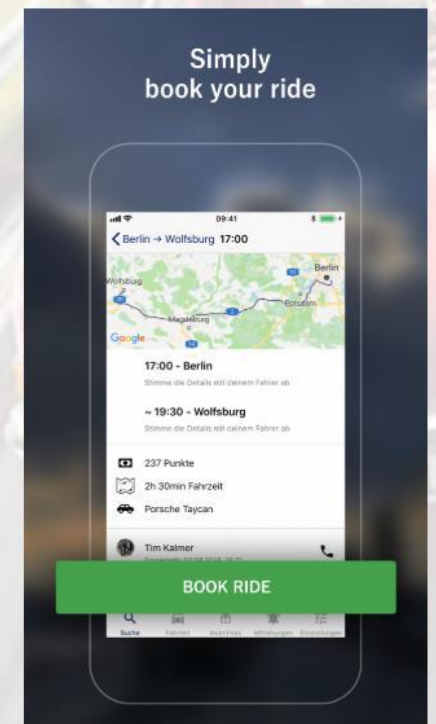 Simply
book your ride
09:41
Berlin → Wolfsburg 17:00
Berlin
Wolfsburg
Potsdam
Magdeburg
2
Google
17:00 - Berlin
Stimme die Details mit deinem Fahrer ab
~ 19:30 - Wolfsburg
Stimme die Details mit deinem Fahrer ab
237 Punkte
2h 30min Fahrzeit
Porsche Taycan
Tim Kalmer
BOOK RIDE
Suche Fahrten Incentives Mitteilungen Einstellungen